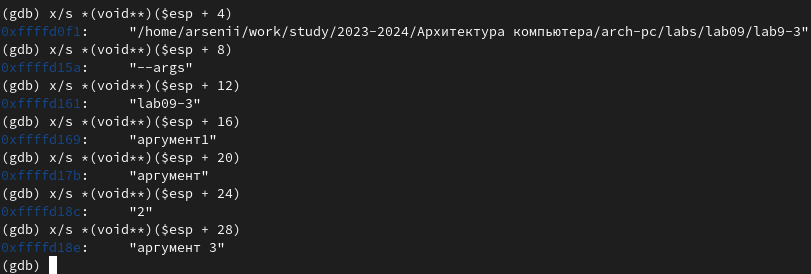 (gdb) x/s *(void**)($esp + 4)
0xffffd0f1:     "/home/arsenii/work/study/2023-2024/Архитектура компьютера/arch-pc/labs/lab09/lab9-3"
(gdb) x/s *(void**)($esp + 8)
0xffffd15a:     "--args"
(gdb) x/s *(void**)($esp + 12)
0xffffd161:     "lab09-3"
(gdb) x/s *(void**)($esp + 16)
0xffffd169:     "аргумент1"
(gdb) x/s *(void**)($esp + 20)
0xffffd17b:     "аргумент"
(gdb) x/s *(void**)($esp + 24)
0xffffd18c:     "2"
(gdb) x/s *(void**)($esp + 28)
0xffffd18e:     "аргумент 3"
(gdb)